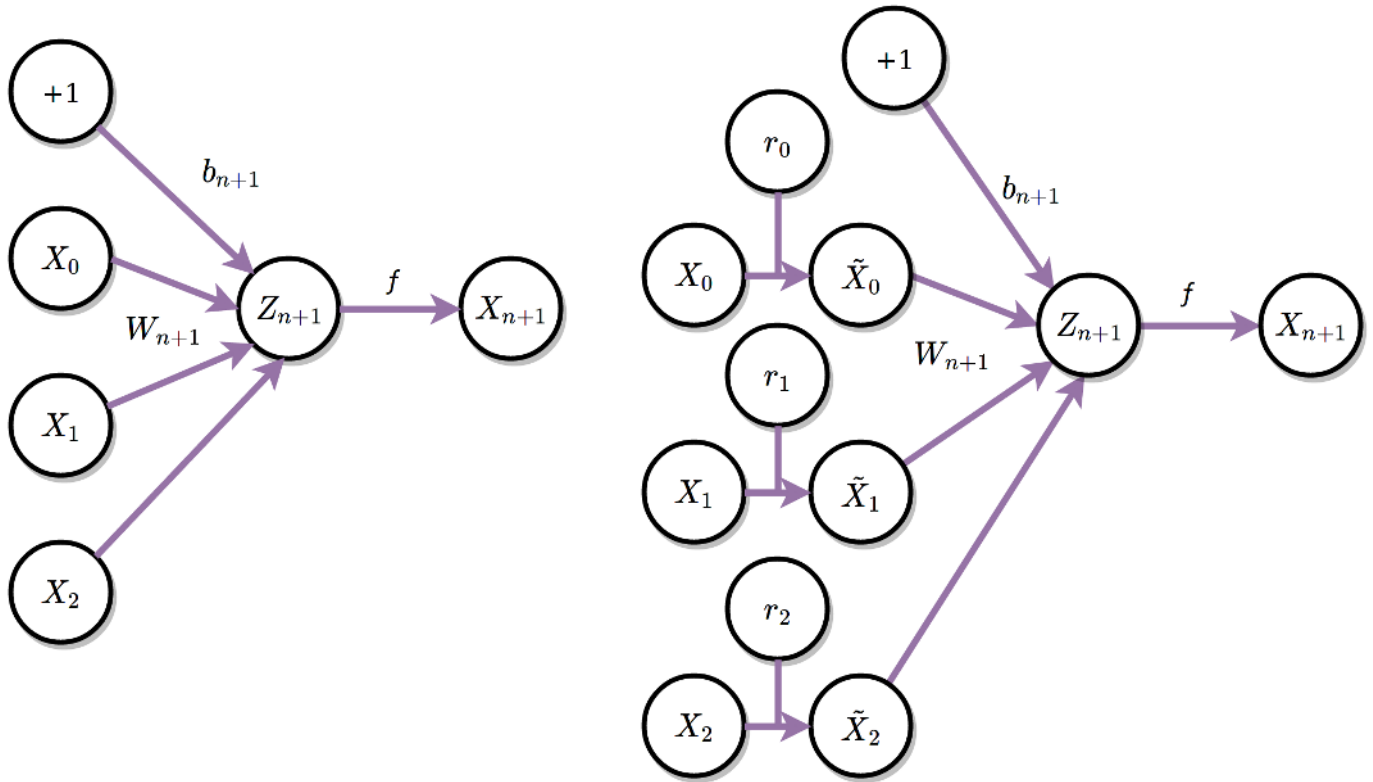 +1
b_{n+1}
X_0
f
Z_{n+1}
X_{n+1}
W_{n+1}
X_1
X_2
+1
r_0
b_{n+1}
X_0
X̃_0
f
Z_{n+1}
X_{n+1}
W_{n+1}
r_1
X_1
X̃_1
r_2
X_2
X̃_2